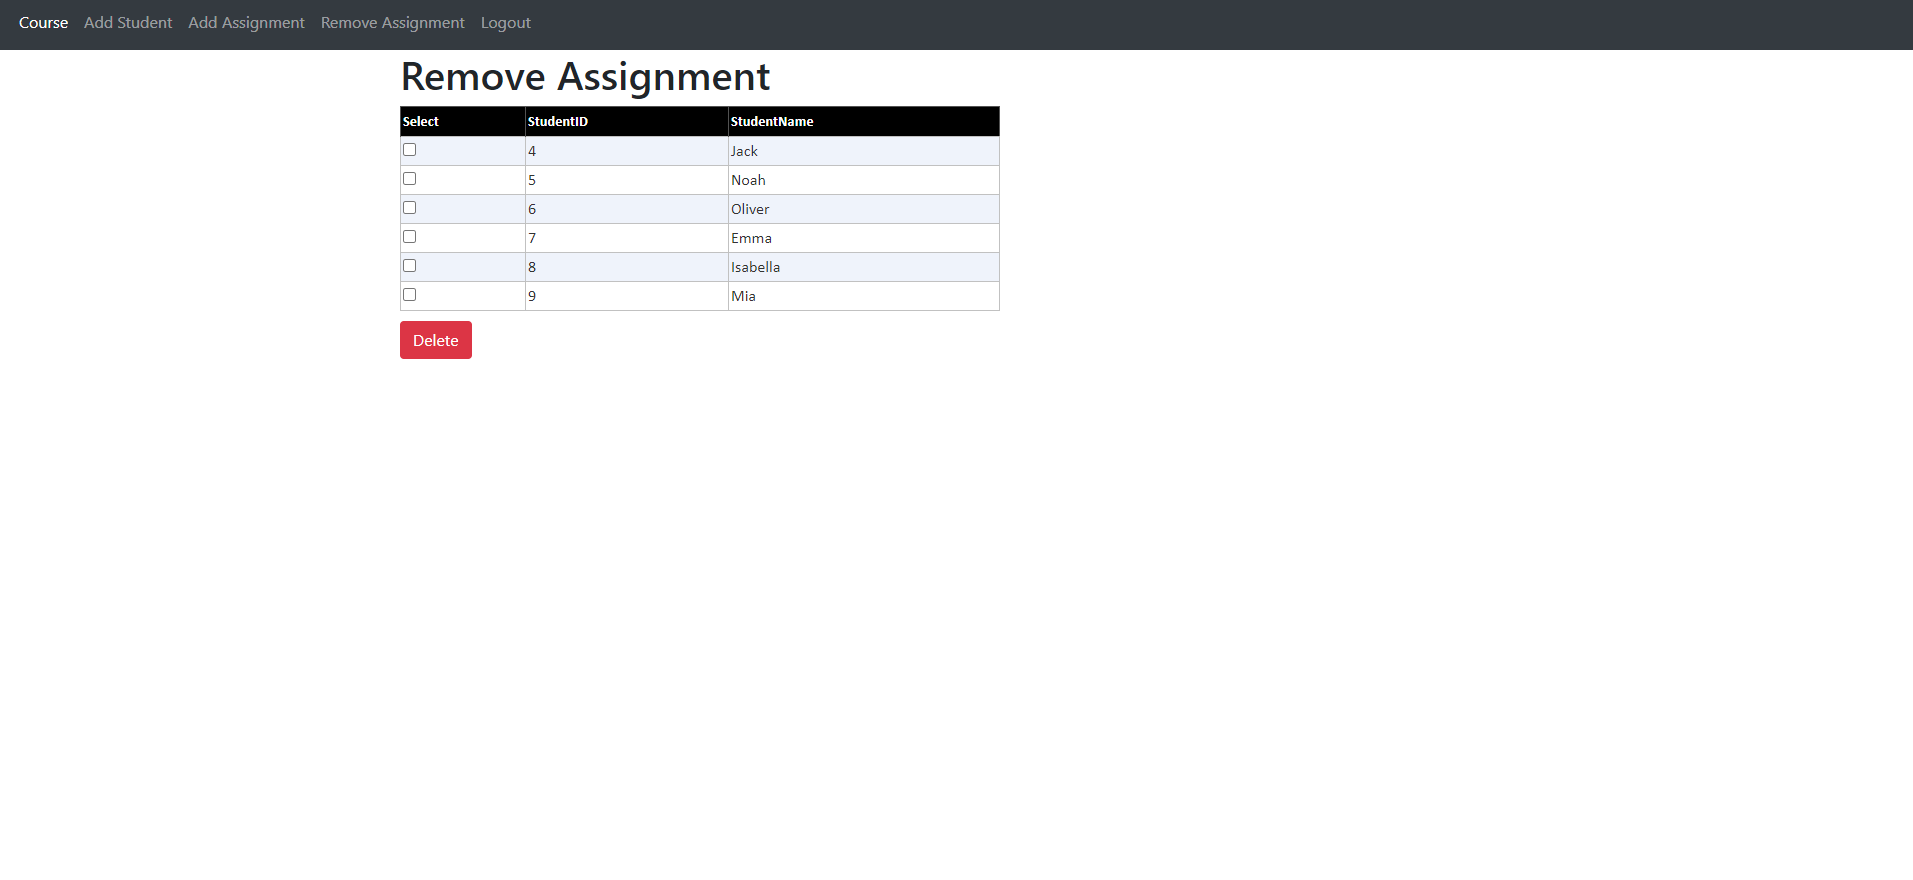 Course Add Student Add Assignment Remove Assignment Logout
Remove Assignment
Select StudentID StudentName
4 Jack
5 Noah
6 Oliver
7 Emma
8 Isabella
9 Mia
Delete